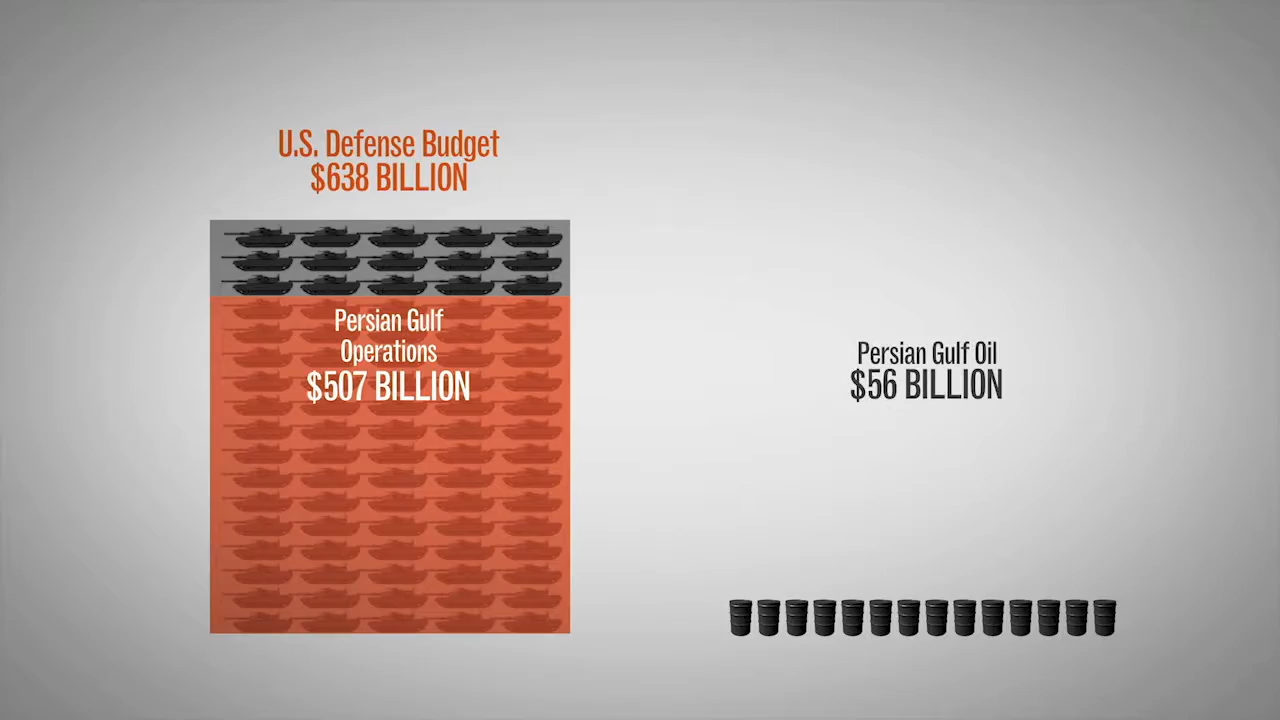 U.S. Defense Budget
$638 BILLION
Persian Gulf
Operations
$507 BILLION
Persian Gulf Oil
$56 BILLION